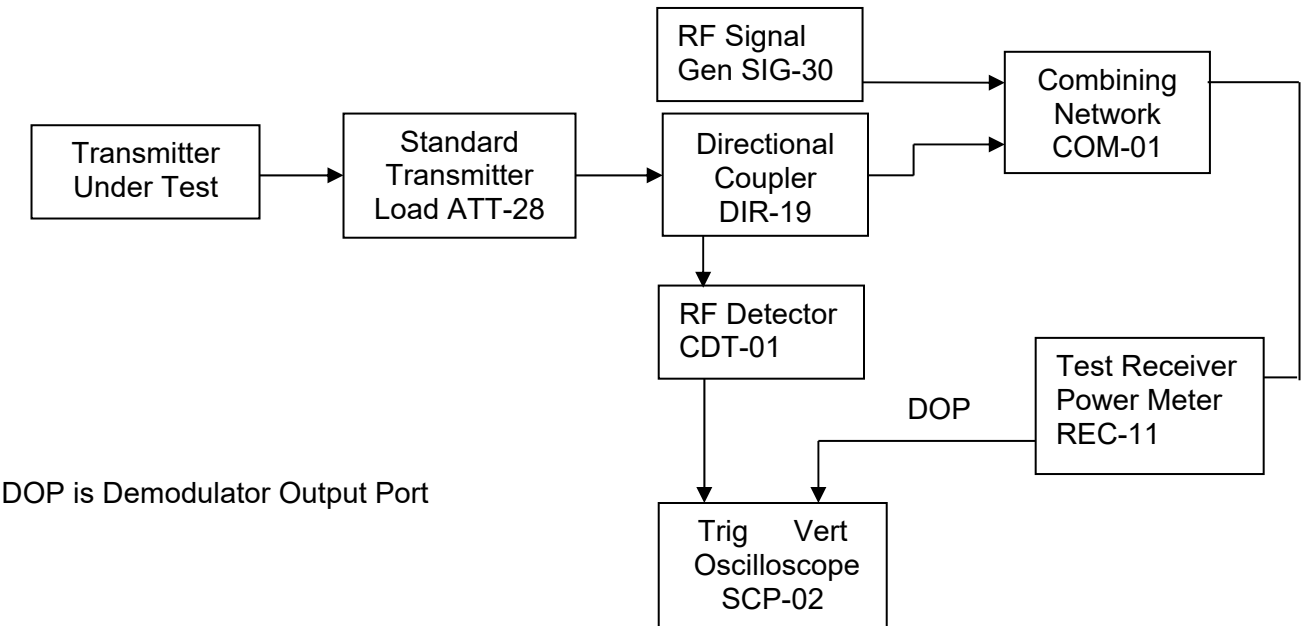 RF Signal
Gen SIG-30
Combining
Network
COM-01
Transmitter
Under Test
Standard
Transmitter
Load ATT-28
Directional
Coupler
DIR-19
RF Detector
CDT-01
Test Receiver
Power Meter
REC-11
DOP
DOP is Demodulator Output Port
Trig Vert
Oscilloscope
SCP-02